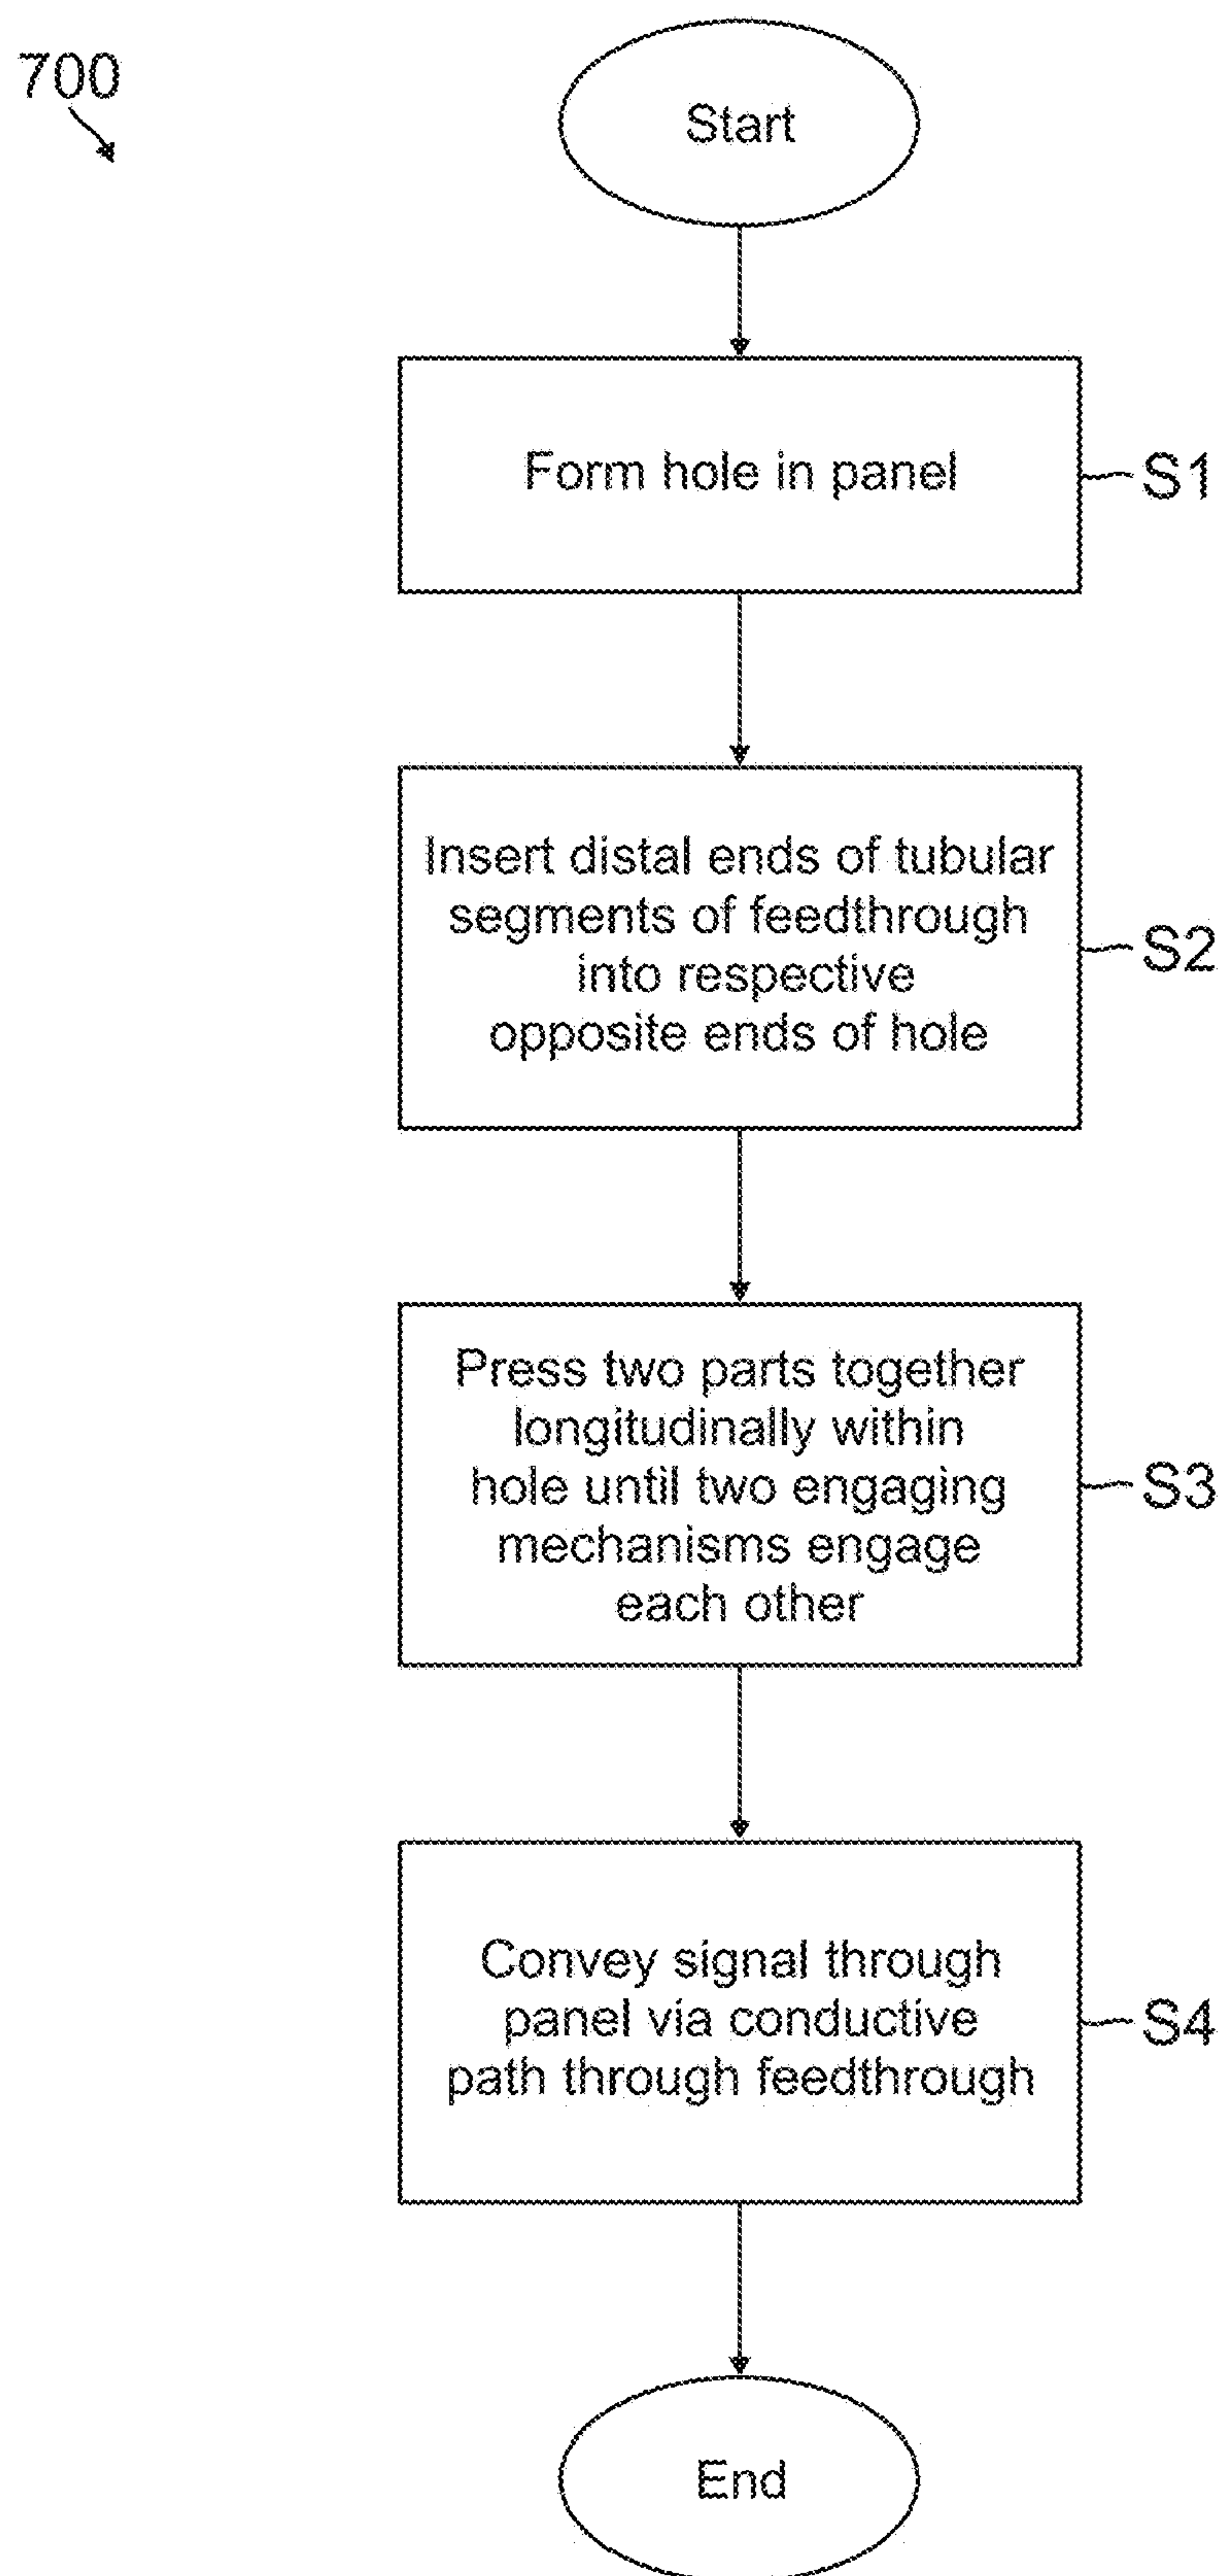 700
Start
Form hole in panel
S1
Insert distal ends of tubular
segments of feedthrough
into respective
opposite ends of hole
S2
Press two parts together
longitudinally within
hole until two engaging
mechanisms engage
each other
S3
Convey signal through
panel via conductive
path through feedthrough
S4
End